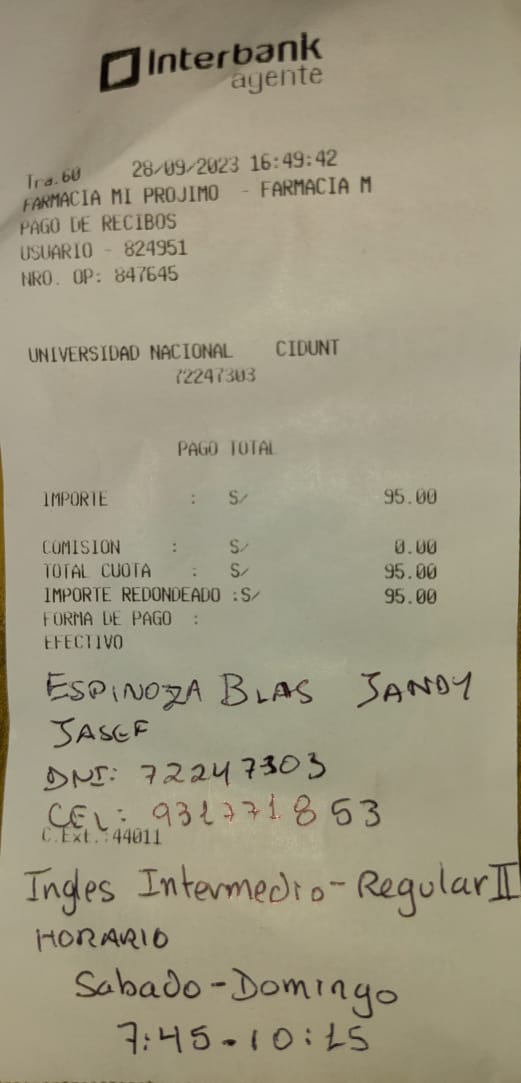 Interbank
agente
Tra.60 28/09/2023 16:49:42
FARMACIA MI PROJIMO - FARMACIA M
PAGO DE RECIBOS
USUARIO - 824951
NRO. OP: 847645
UNIVERSIDAD NACIONAL CIDUNT
72247303
PAGO TOTAL
IMPORTE : S/ 95.00
COMISION : S/ 0.00
TOTAL CUOTA : S/ 95.00
IMPORTE REDONDEADO :S/ 95.00
FORMA DE PAGO :
EFECTIVO
ESPINOZA BLAS JANDY
JASEF
DNI: 72247303
CEL: 931771853
C.Ext.:44011
Ingles Intermedio-Regular II
HORARIO
Sabado-Domingo
7:45-10:15